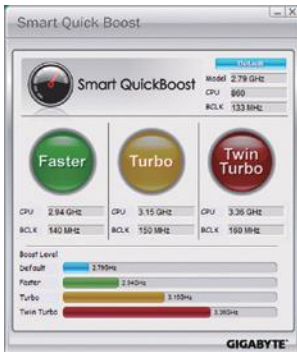 Smart Quick Boost
Default
Smart QuickBoost
Model 2.79 GHz
CPU 860
BCLK 133 MHz
Faster
Turbo
Twin Turbo
CPU 2.94 GHz
CPU 3.15 GHz
CPU 3.36 GHz
BCLK 140 MHz
BCLK 150 MHz
BCLK 160 MHz
Boost Level
Default 2.79GHz
Faster 2.94GHz
Turbo 3.15GHz
Twin Turbo 3.36GHz
GIGABYTE